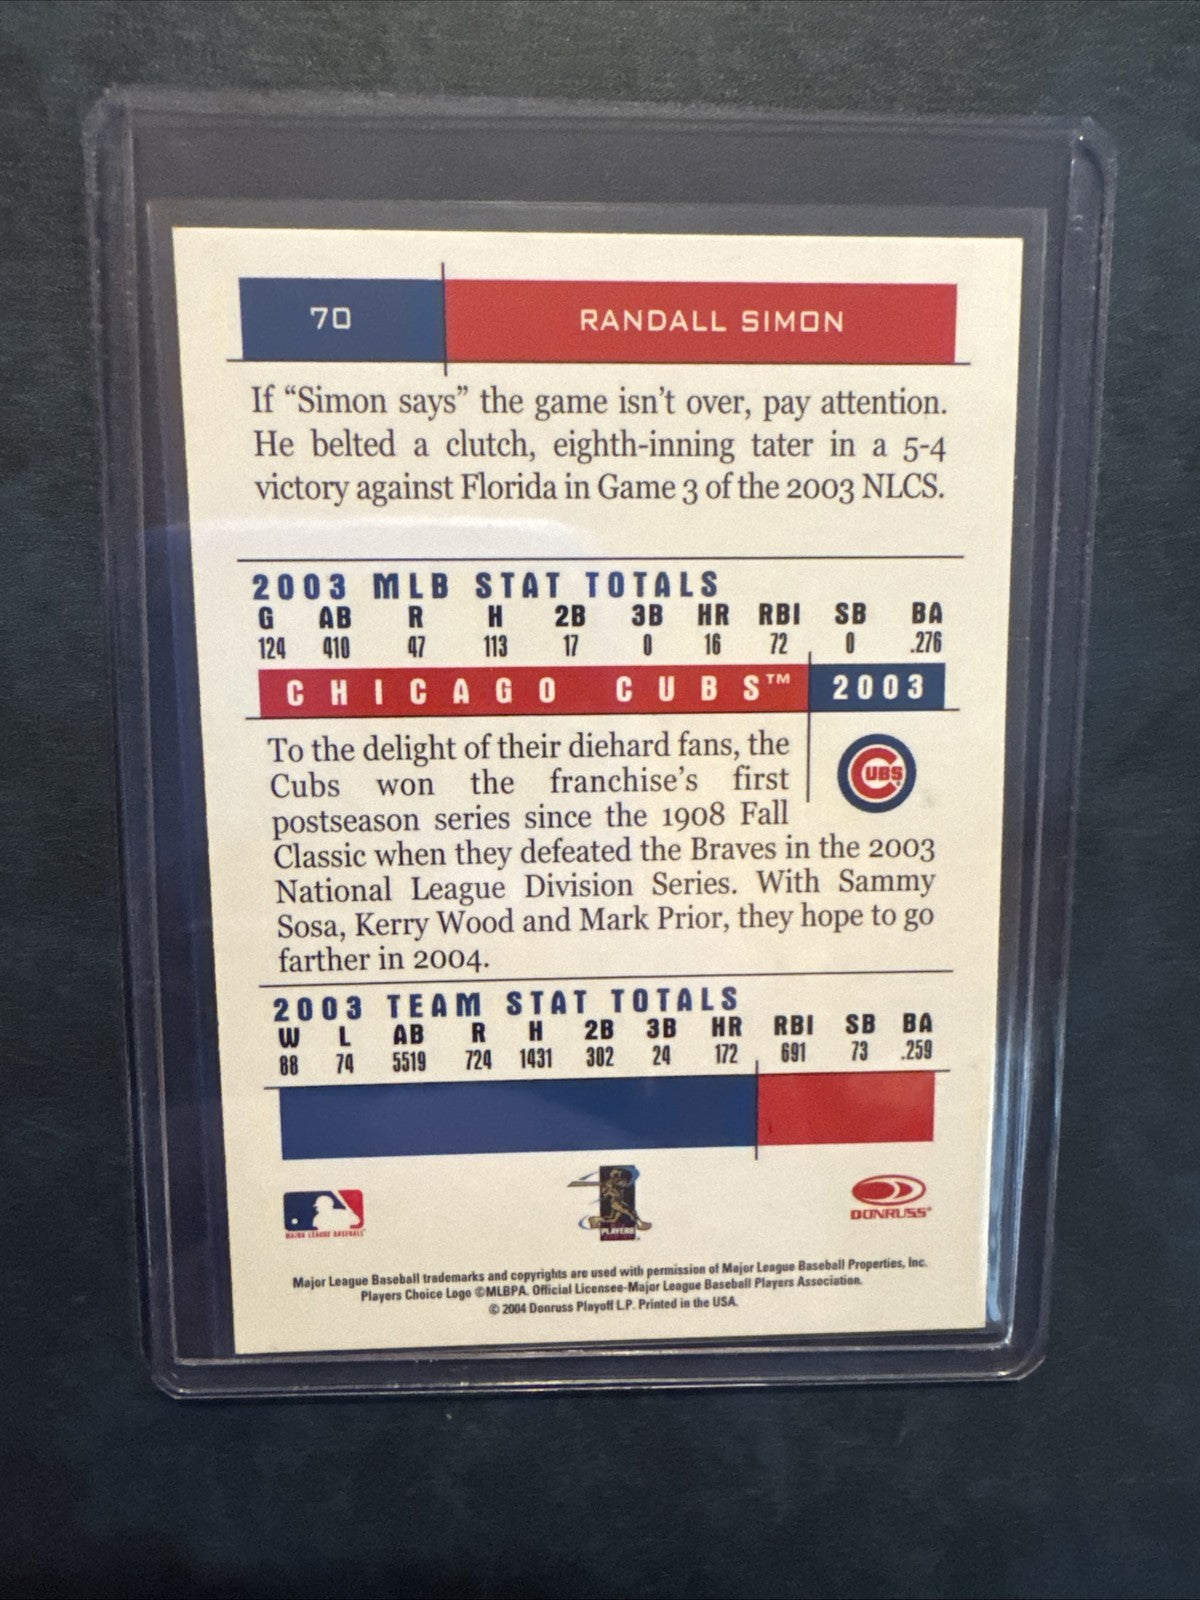 70 RANDALL SIMON
If “Simon says” the game isn’t over, pay attention.
He belted a clutch, eighth-inning tater in a 5-4
victory against Florida in Game 3 of the 2003 NLCS.
2003 MLB STAT TOTALS
G AB R H 2B 3B HR RBI SB BA
124 410 47 113 17 0 16 72 0 .276
CHICAGO CUBS™ 2003
To the delight of their diehard fans, the
Cubs won the franchise’s first
postseason series since the 1908 Fall
Classic when they defeated the Braves in the 2003
National League Division Series. With Sammy
Sosa, Kerry Wood and Mark Prior, they hope to go
farther in 2004.
CUBS
2003 TEAM STAT TOTALS
W L AB R H 2B 3B HR RBI SB BA
88 74 5519 724 1431 302 24 172 691 73 .259
MAJOR LEAGUE BASEBALL
PLAYERS
DONRUSS®
Major League Baseball trademarks and copyrights are used with permission of Major League Baseball Properties, Inc.
Players Choice Logo ©MLBPA. Official Licensee-Major League Baseball Players Association.
© 2004 Donruss Playoff L.P. Printed in the USA.